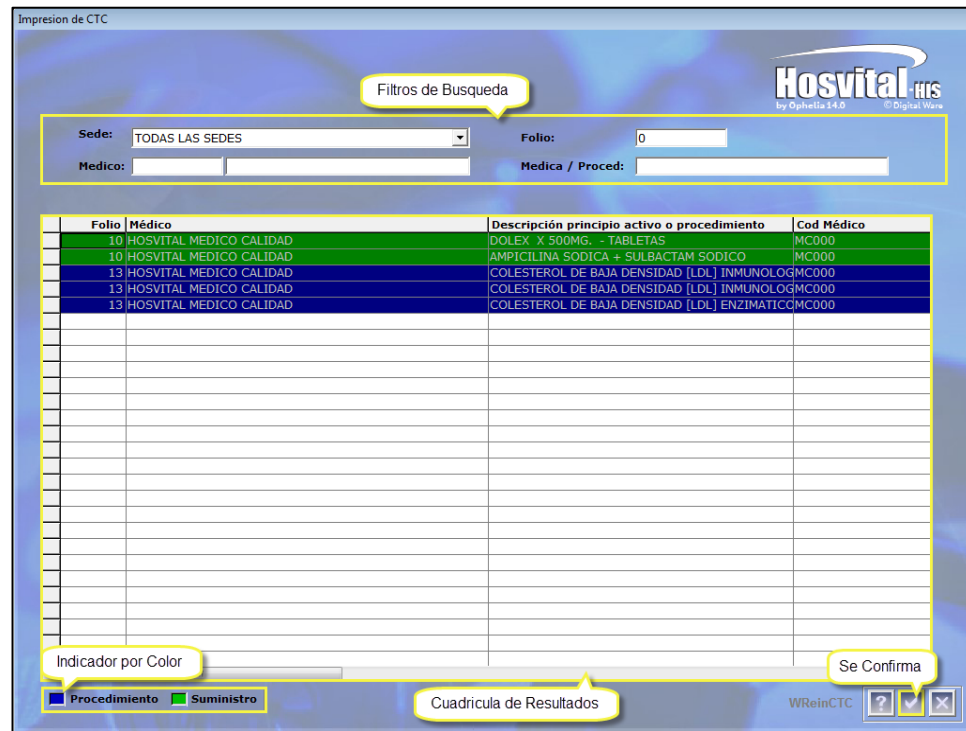 Impresion de CTC
Hosvital-HIS
by Ophelia 14.0 © Digital Ware
Filtros de Busqueda
Sede: TODAS LAS SEDES Folio: 0
Medico: Medica / Proced:
Folio Médico Descripción principio activo o procedimiento Cod Médico
10 HOSVITAL MEDICO CALIDAD DOLEX X 500MG. - TABLETAS MC000
10 HOSVITAL MEDICO CALIDAD AMPICILINA SODICA + SULBACTAM SODICO MC000
13 HOSVITAL MEDICO CALIDAD COLESTEROL DE BAJA DENSIDAD [LDL] INMUNOLOG MC000
13 HOSVITAL MEDICO CALIDAD COLESTEROL DE BAJA DENSIDAD [LDL] INMUNOLOG MC000
13 HOSVITAL MEDICO CALIDAD COLESTEROL DE BAJA DENSIDAD [LDL] ENZIMATICO MC000
Indicador por Color
Se Confirma
Procedimiento Suministro
Cuadricula de Resultados
WReinCTC ?